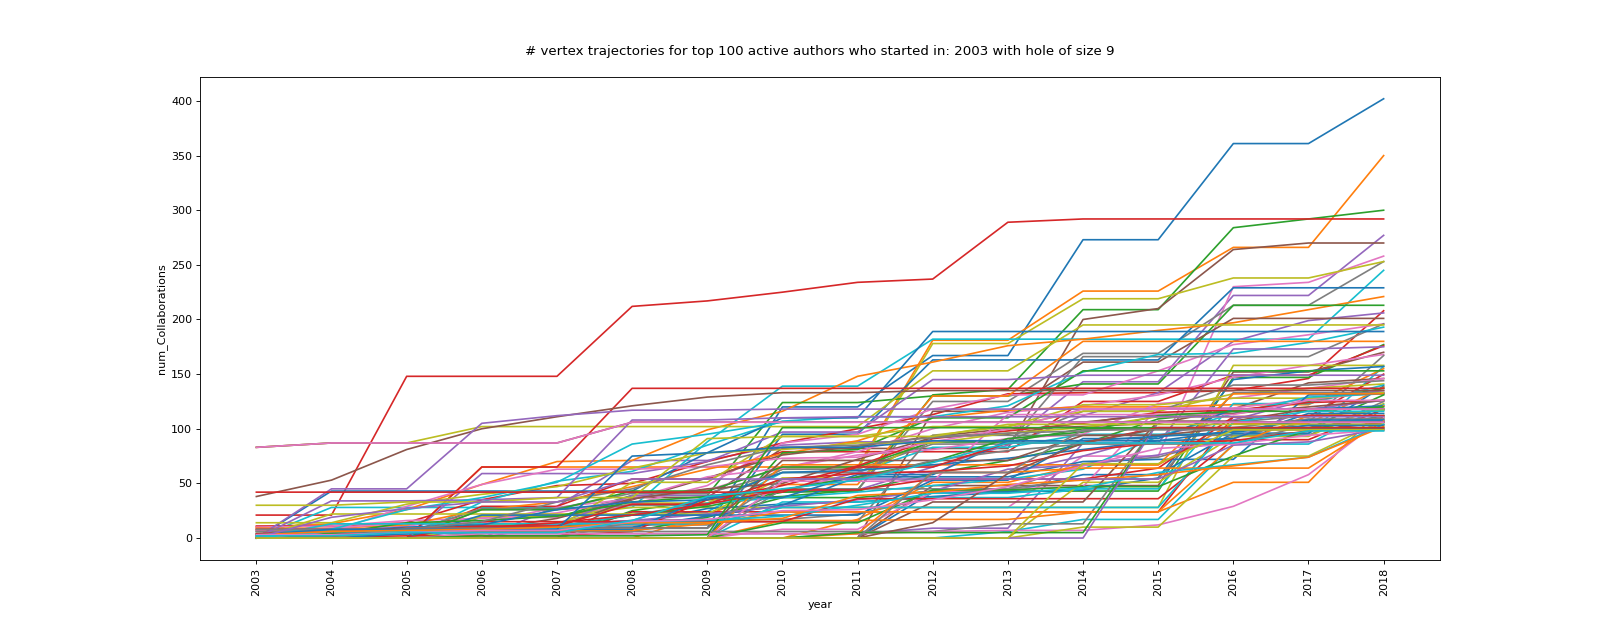 # vertex trajectories for top 100 active authors who started in: 2003 with hole of size 9
num_Collaborations
400
350
300
250
200
150
100
50
0
2003 2004 2005 2006 2007 2008 2009 2010 2011 2012 2013 2014 2015 2016 2017 2018
year